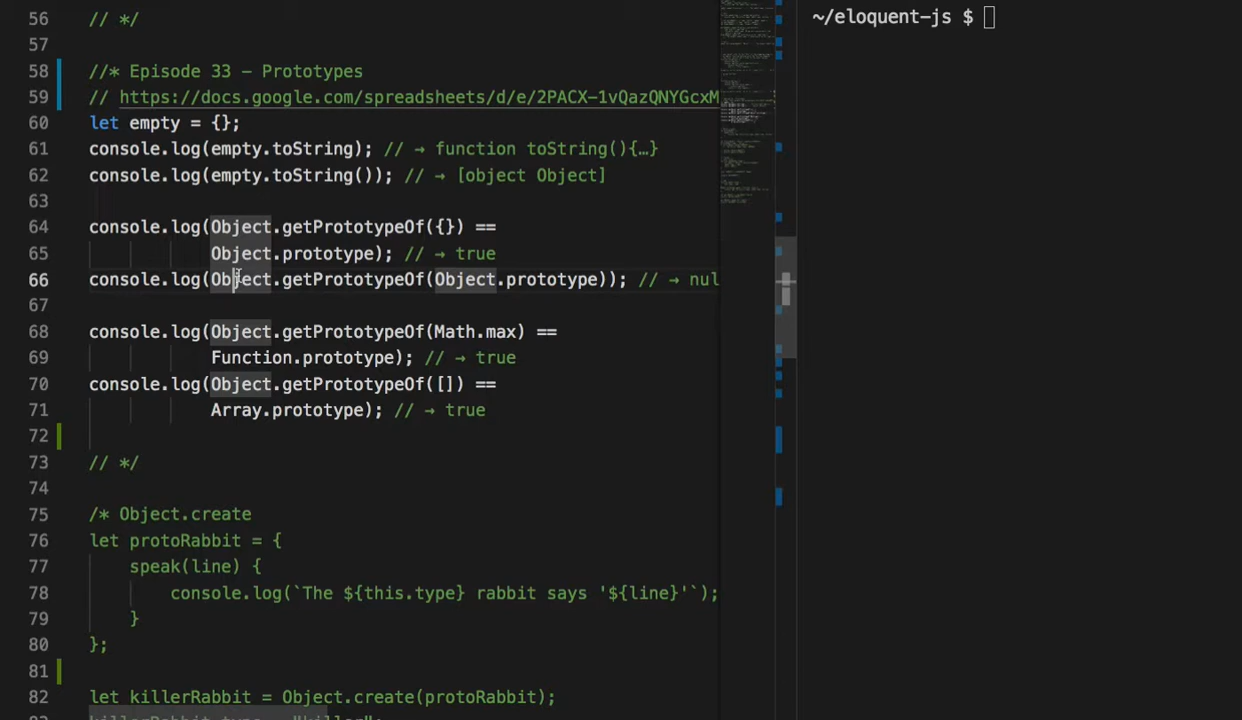 56 // */
57
58 //* Episode 33 - Prototypes
59 // https://docs.google.com/spreadsheets/d/e/2PACX-1vQazQNYGcxM
60 let empty = {};
61 console.log(empty.toString); // → function toString(){…}
62 console.log(empty.toString()); // → [object Object]
63
64 console.log(Object.getPrototypeOf({}) ==
65 Object.prototype); // → true
66 console.log(Object.getPrototypeOf(Object.prototype)); // → nul
67
68 console.log(Object.getPrototypeOf(Math.max) ==
69 Function.prototype); // → true
70 console.log(Object.getPrototypeOf([]) ==
71 Array.prototype); // → true
72
73 // */
74
75 /* Object.create
76 let protoRabbit = {
77 speak(line) {
78 console.log(`The ${this.type} rabbit says '${line}'`);
79 }
80 };
81
82 let killerRabbit = Object.create(protoRabbit);
~/eloquent-js $